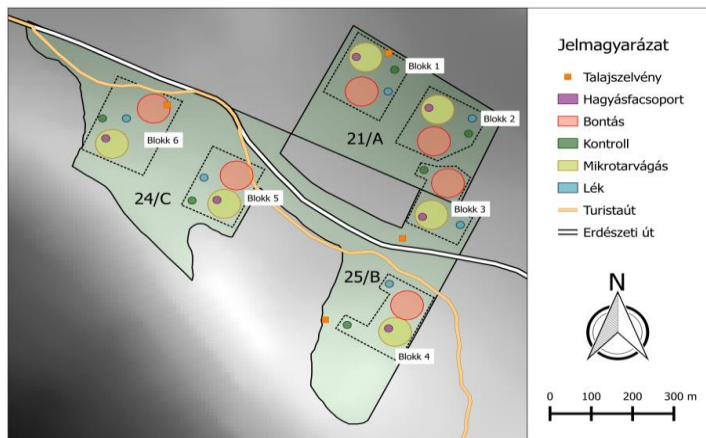 Blokk 1
21/A
Blokk 2
Blokk 6
24/C
Blokk 5
Blokk 3
25/B
Blokk 4
Jelmagyarázat
Talajszelvény
Hagyásfacsoport
Bontás
Kontroll
Mikrotarvágás
Lék
Turistaút
Erdészeti út
N
0 100 200 300 m